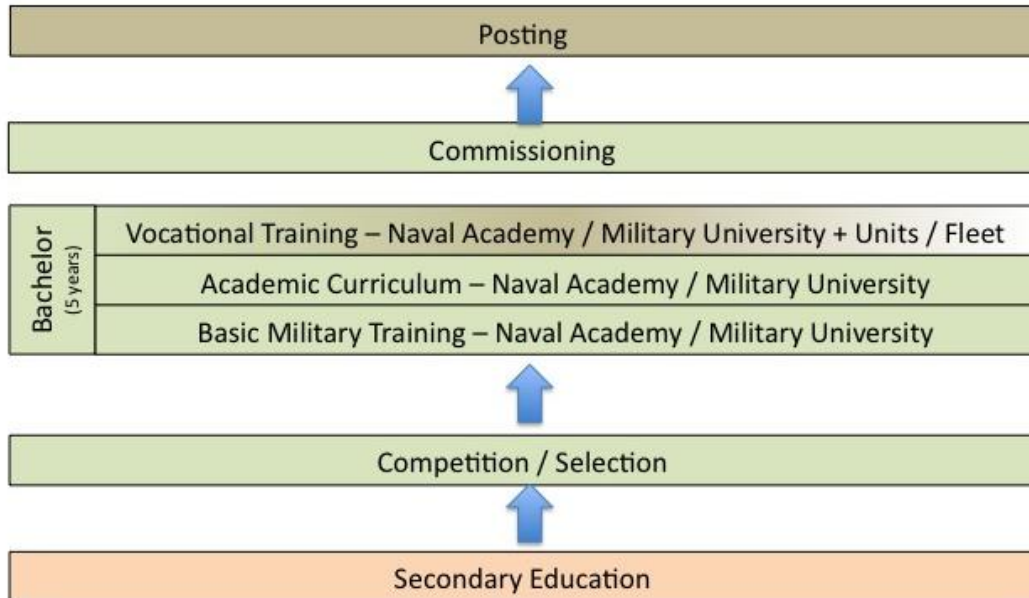 Posting
Commissioning
Bachelor
(5 years)
Vocational Training – Naval Academy / Military University + Units / Fleet
Academic Curriculum – Naval Academy / Military University
Basic Military Training – Naval Academy / Military University
Competition / Selection
Secondary Education